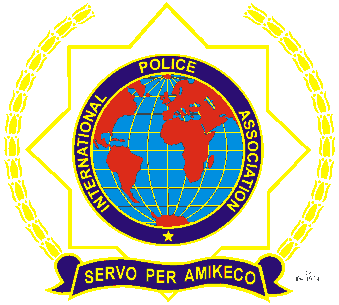 INTERNATIONAL POLICE ASSOCIATION
SERVO PER AMIKECO